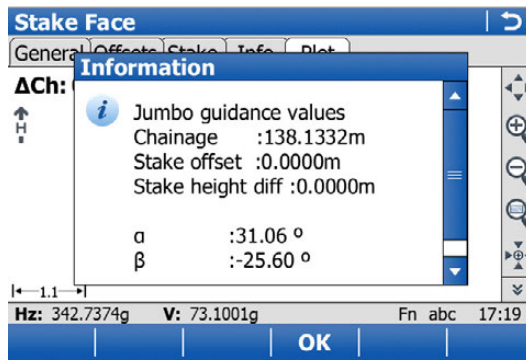 Stake Face
General Offsets Stake Info Plot
Information
ΔCh:
i
H
Jumbo guidance values
Chainage :138.1332m
Stake offset :0.0000m
Stake height diff :0.0000m
α :31.06 º
β :-25.60 º
1.1
Hz: 342.7374g V: 73.1001g Fn abc 17:19
OK